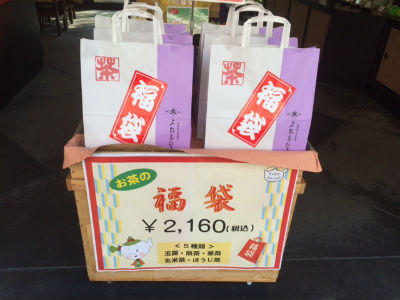 茶
福袋
茶
福袋
お茶の
福袋
￥2,160(税込)
<5種類>
玉露・煎茶・茎茶
玄米茶・ほうじ茶
福袋